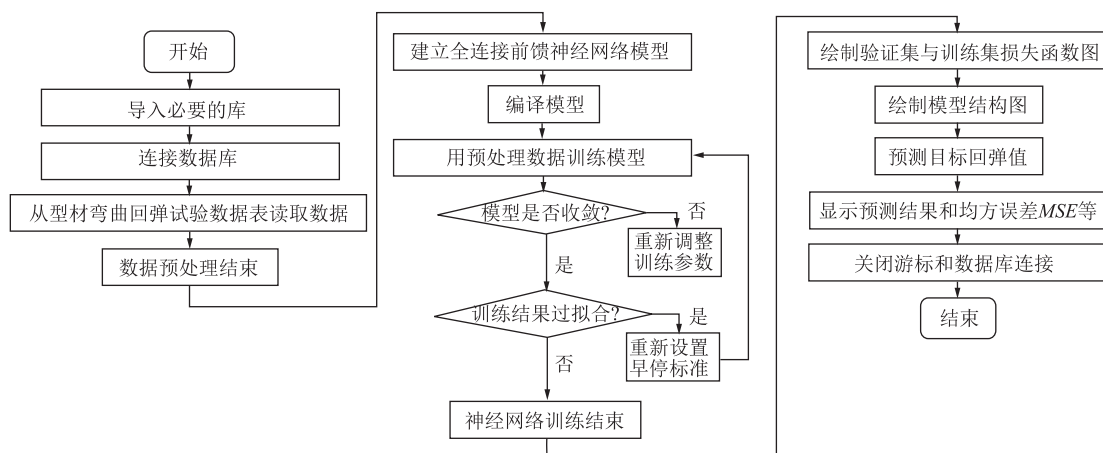 开始
导入必要的库
连接数据库
从型材弯曲回弹试验数据表读取数据
数据预处理结束
建立全连接前馈神经网络模型
编译模型
用预处理数据训练模型
模型是否收敛?
否
重新调整
训练参数
是
训练结果过拟合?
是
重新设置
早停标准
否
神经网络训练结束
绘制验证集与训练集损失函数图
绘制模型结构图
预测目标回弹值
显示预测结果和均方误差MSE等
关闭游标和数据库连接
结束